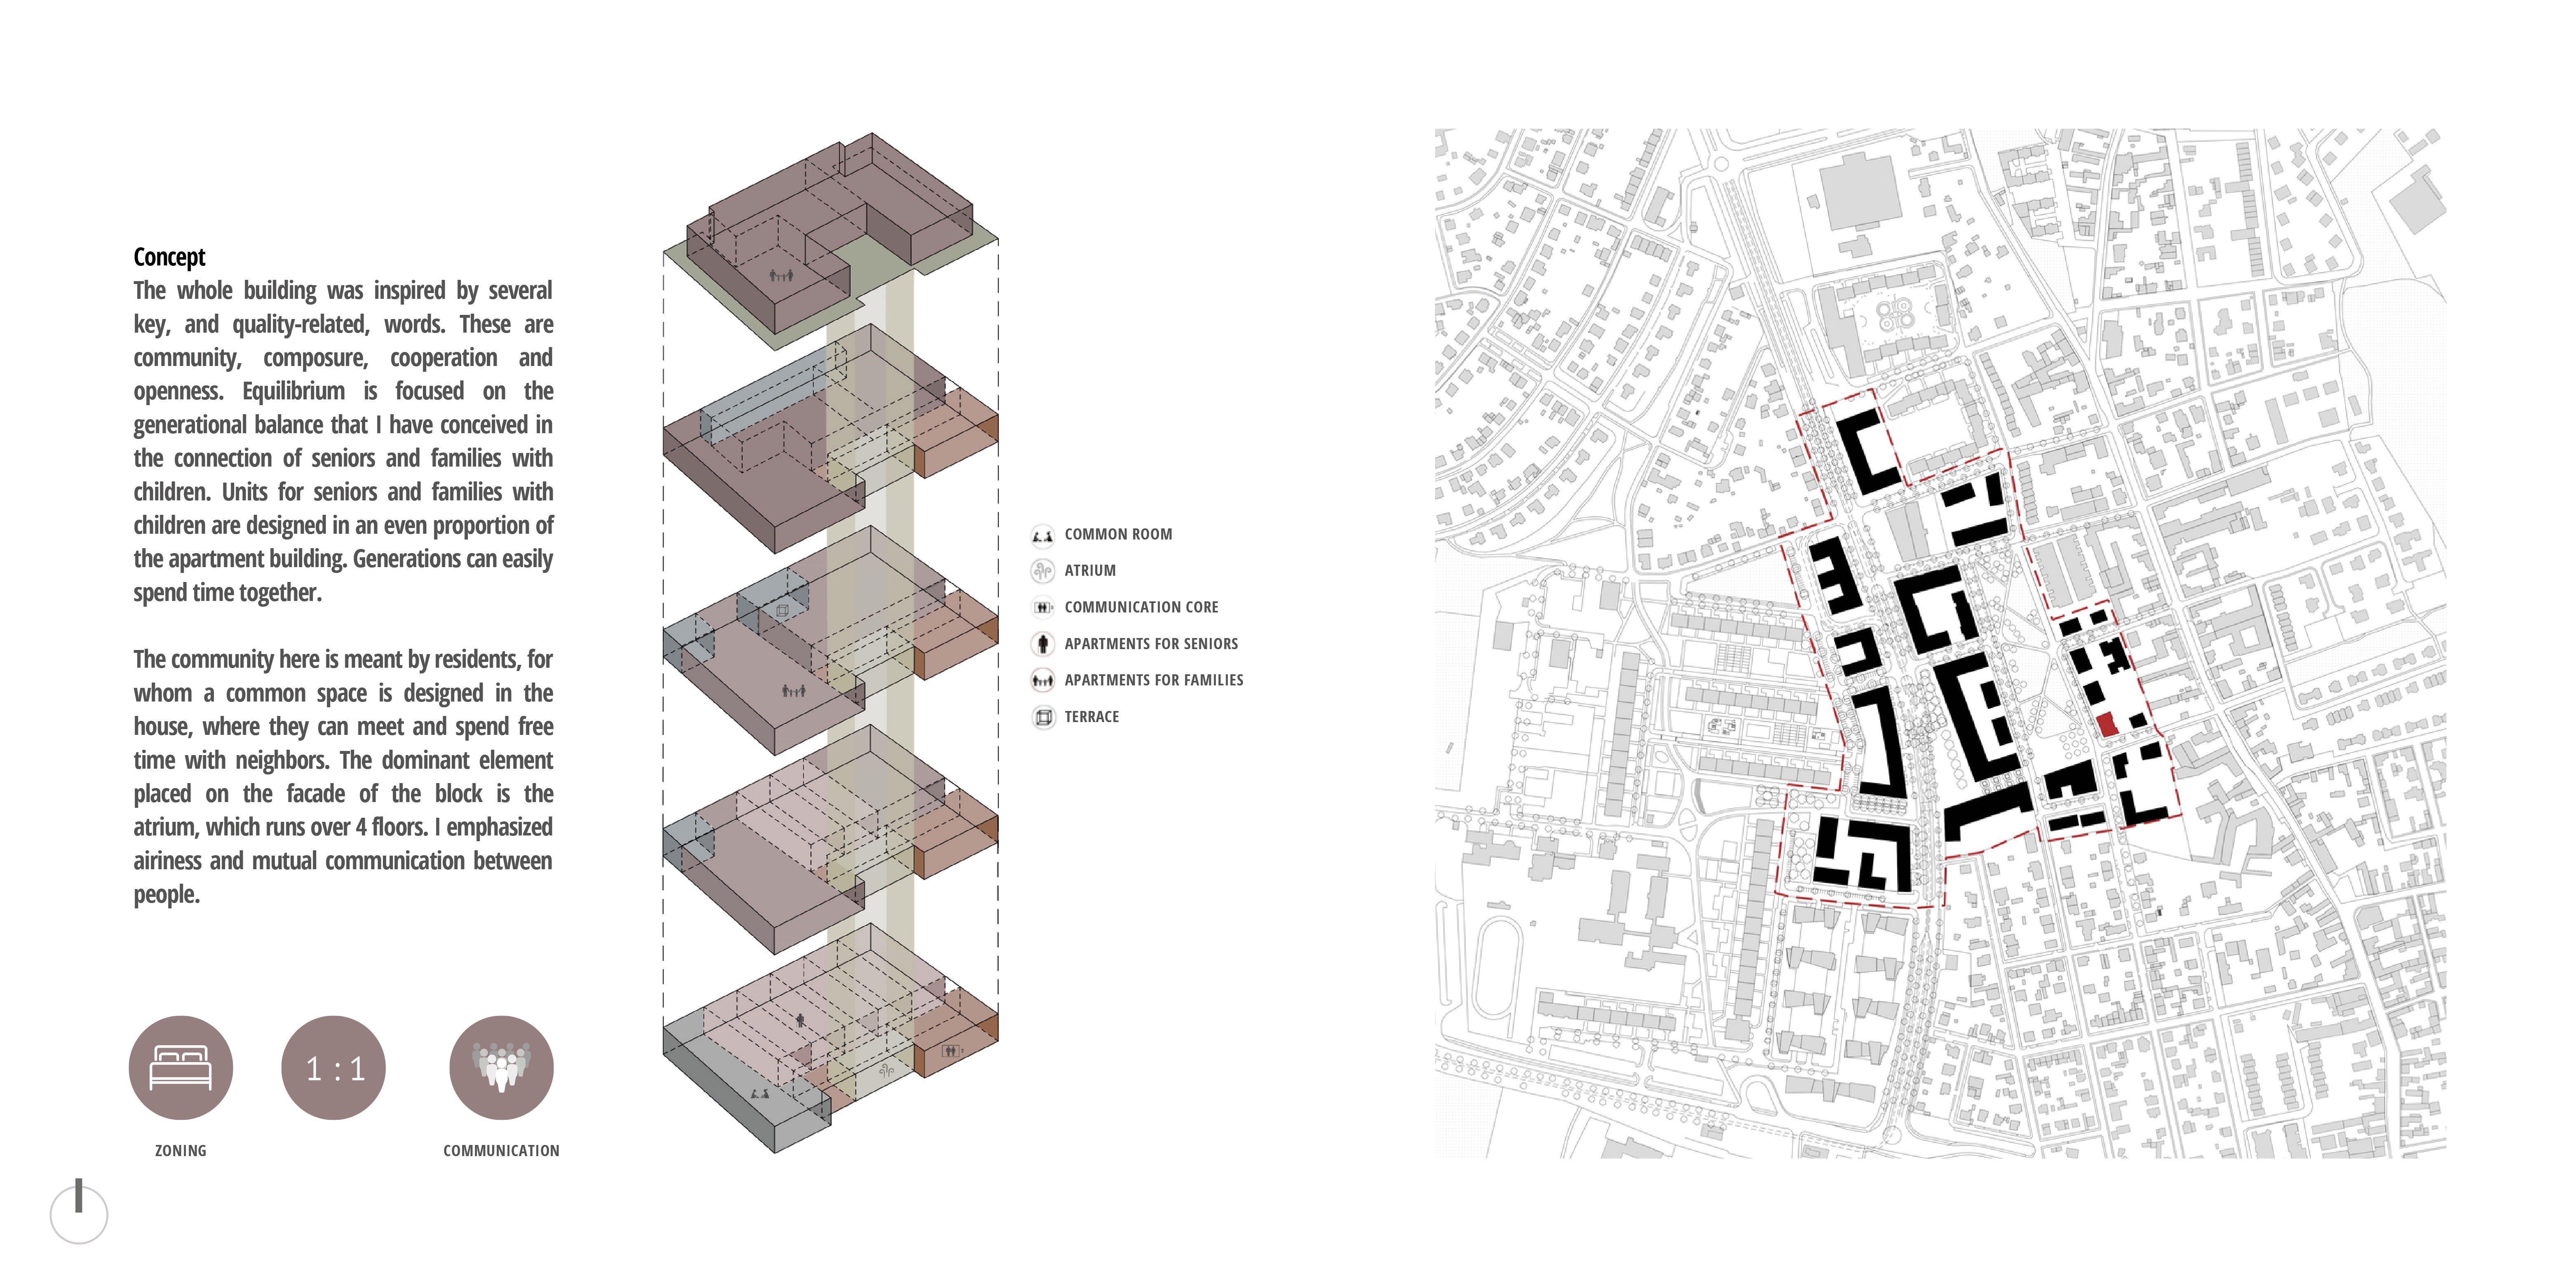 Concept
The whole building was inspired by several
key, and quality-related, words. These are
community, composure, cooperation and
openness. Equilibrium is focused on the
generational balance that I have conceived in
the connection of seniors and families with
children. Units for seniors and families with
children are designed in an even proportion of
the apartment building. Generations can easily
spend time together.
The community here is meant by residents, for
whom a common space is designed in the
house, where they can meet and spend free
time with neighbors. The dominant element
placed on the facade of the block is the
atrium, which runs over 4 floors. I emphasized
airiness and mutual communication between
people.
1 : 1
ZONING
COMMUNICATION
COMMON ROOM
ATRIUM
COMMUNICATION CORE
APARTMENTS FOR SENIORS
APARTMENTS FOR FAMILIES
TERRACE